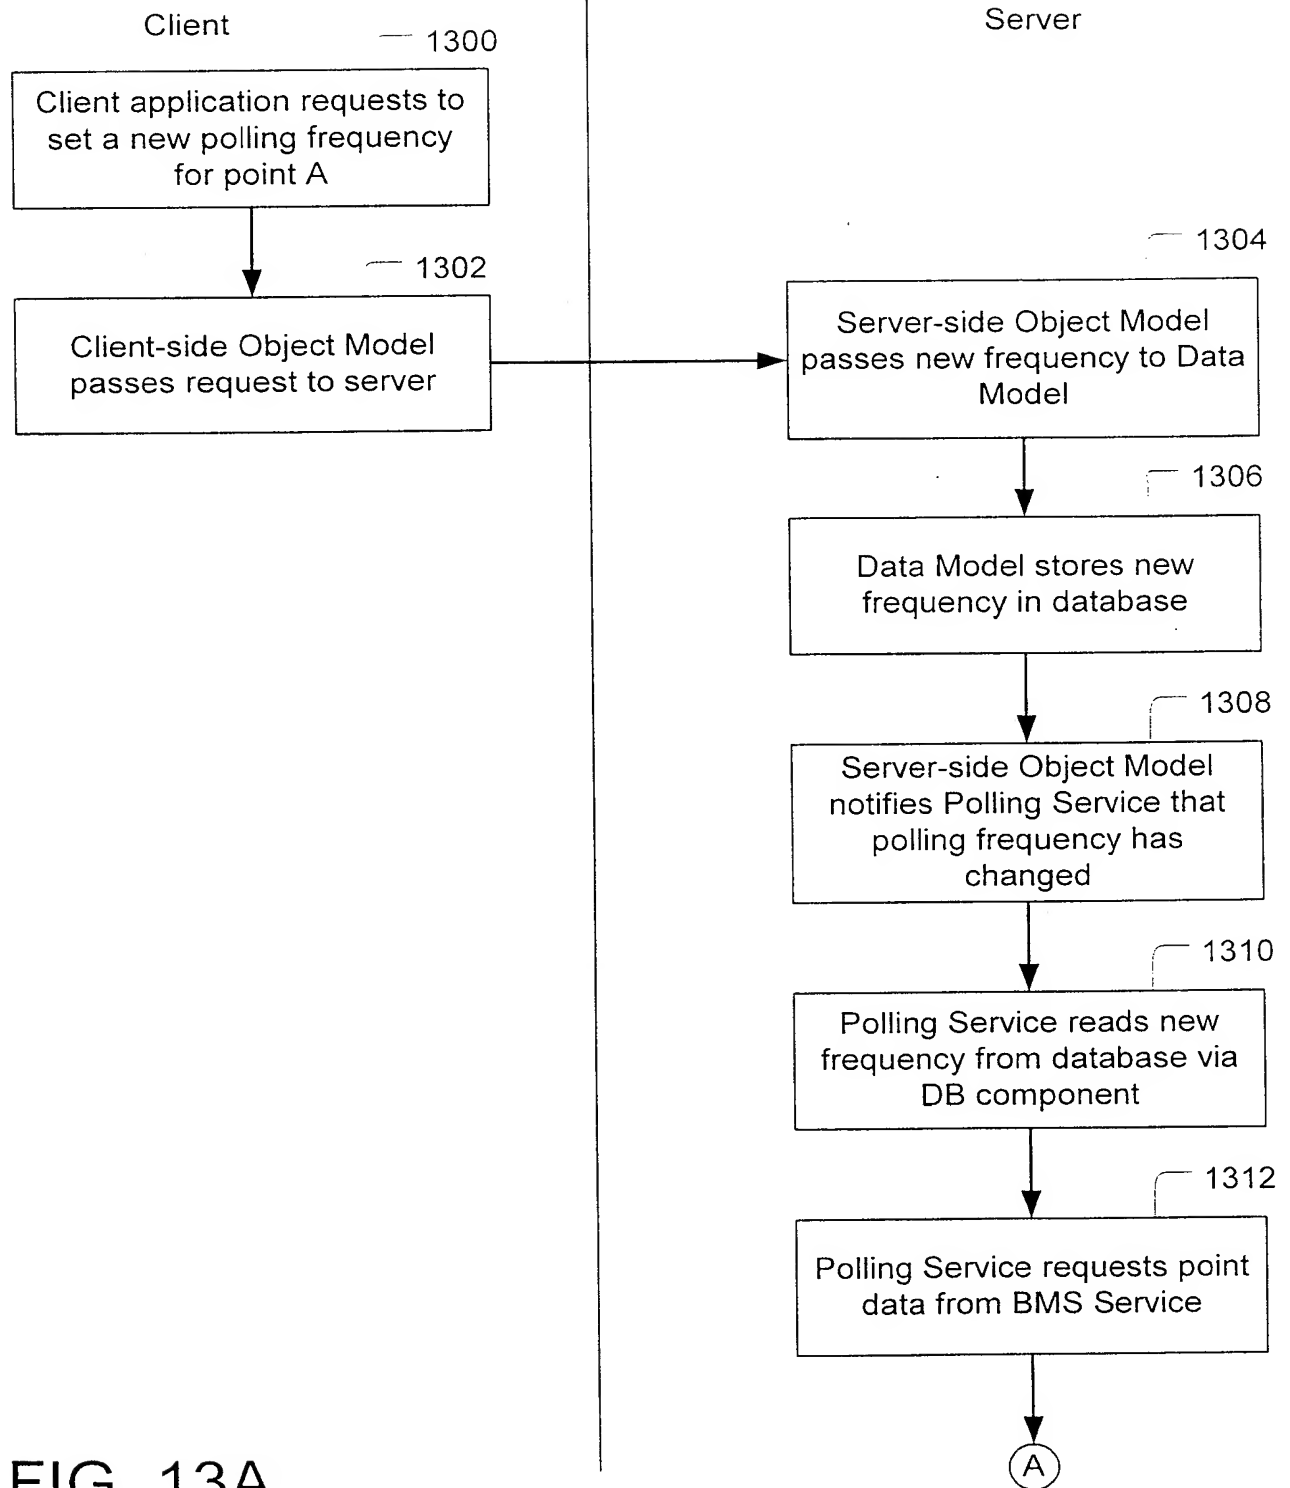 Client
Server
1300
Client application requests to
set a new polling frequency
for point A
1302
Client-side Object Model
passes request to server
1304
Server-side Object Model
passes new frequency to Data
Model
1306
Data Model stores new
frequency in database
1308
Server-side Object Model
notifies Polling Service that
polling frequency has
changed
1310
Polling Service reads new
frequency from database via
DB component
1312
Polling Service requests point
data from BMS Service
A
FIG. 13A